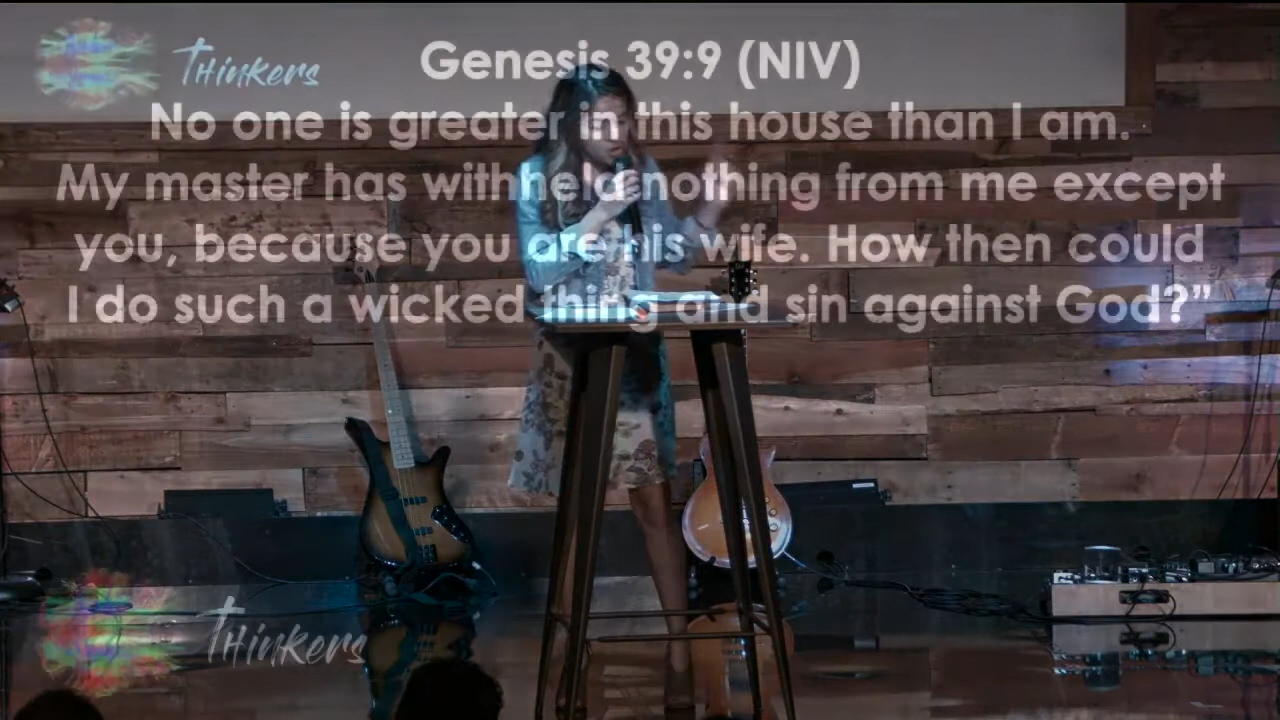 Thinkers
Genesis 39:9 (NIV)
No one is greater in this house than I am.
My master has withheld nothing from me except
you, because you are his wife. How then could
I do such a wicked thing and sin against God?”
Thinkers